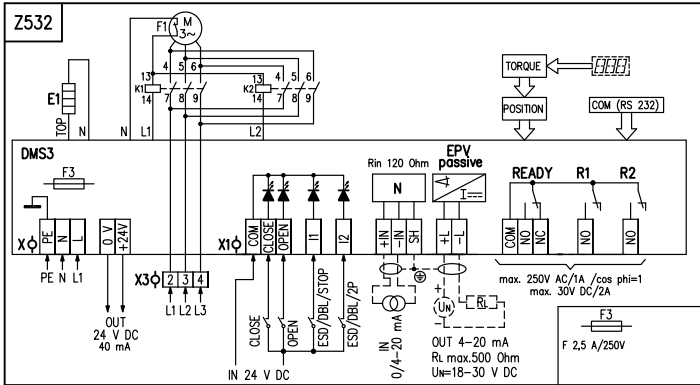 Z532
F1
M
3~
4
5
6
13
K1
14
7
8
9
13
K2
14
4
5
6
7
8
9
E1
TOP
N
N
L1
L2
TORQUE
POSITION
COM (RS 232)
DMS3
F3
Rin 120 Ohm
N
EPV
passive
I
READY
R1
R2
X
PE
N
L
0 V
+24V
X1
COM
CLOSE
OPEN
I1
I2
+IN
-IN
SH
+L
-L
COM
NO
NC
NO
NO
PE
N
L1
X3
2
3
4
L1
L2
L3
OUT
24 V DC
40 mA
CLOSE
OPEN
ESD/DBL/STOP
ESD/DBL/2P
IN 24 V DC
IN
0/4-20 mA
+
UN
-
RL
OUT 4-20 mA
RL max.500 Ohm
UN=18-30 V DC
max. 250V AC/1A /cos phi=1
max. 30V DC/2A
F3
F 2,5 A/250V